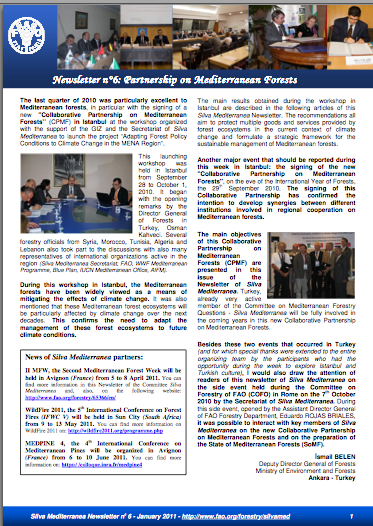 Newsletter n°6: Partnership on Mediterranean Forests
The last quarter of 2010 was particularly excellent to
Mediterranean forests, in particular with the signing of a
new "Collaborative Partnership on Mediterranean
Forests" (CPMF) in Istanbul at the workshop organized
with the support of the GIZ and the Secretariat of Silva
Mediterranea to launch the project "Adapting Forest Policy
Conditions to Climate Change in the MENA Region".
This launching
workshop was
held in Istanbul
from September
28 to October 1,
2010. It began
with the opening
remarks by the
Director General
of Forests in
Turkey, Osman
Kahveci. Several
forestry officials from Syria, Morocco, Tunisia, Algeria and
Lebanon also took part to the discussions with also many
representatives of international organizations active in the
region (Silva Mediterranea Secretariat, FAO, WWF Mediterranean
Programme, Blue Plan, IUCN Mediterranean Office, AIFM).
During this workshop in Istanbul, the Mediterranean
forests have been widely viewed as a means of
mitigating the effects of climate change. It was also
mentioned that these Mediterranean forest ecosystems will
be particularly affected by climate change over the next
decades. This confirms the need to adapt the
management of these forest ecosystems to future
climate conditions.
News of Silva Mediterranea partners:
II MFW, the Second Mediterranean Forest Week will be
held in Avignon (France) from 5 to 8 April 2011. You can
find more information in this Newsletter of the Committee Silva
Mediterranea and, also, on the following website:
http://www.fao.org/forestry/65366/en/
WildFire 2011, the 5th International Conference on Forest
Fires (IFWC V) will be held in Sun City (South Africa)
from 9 to 13 May 2011. You can find more information on
WildFire 2011 on: http://wildfire2011.org/programme.php
MEDPINE 4, the 4th International Conference on
Mediterranean Pines will be organized in Avignon
(France) from 6 to 10 June 2011. You can find more
information on: https://colloque.inra.fr/medpine4
The main results obtained during the workshop in
Istanbul are described in the following articles of this
Silva Mediterranea Newsletter. The recommendations all
aim to protect multiple goods and services provided by
forest ecosystems in the current context of climate
change and formulate a strategic framework for the
sustainable management of Mediterranean forests.
Another major event that should be reported during
this week in Istanbul: the signing of the new
"Collaborative Partnership on Mediterranean
Forests", on the eve of the International Year of Forests,
the 29th September 2010. The signing of this
Collaborative Partnership has confirmed the
intention to develop synergies between different
institutions involved in regional cooperation on
Mediterranean forests.
The main objectives
of this Collaborative
Partnership on
Mediterranean
Forests (CPMF) are
presented in this
issue of the
Newsletter of Silva
Mediterranea. Turkey,
already very active
member of the Committee on Mediterranean Forestry
Questions - Silva Mediterranea will be fully involved in
the coming years in this new Collaborative Partnership
on Mediterranean Forests.
Besides these two events that occurred in Turkey
(and for which special thanks were extended to the entire
organizing team by the participants who had the
opportunity during the week to explore Istanbul and
Turkish culture), I would also draw the attention of
readers of this newsletter of Silva Mediterranea on
the side event held during the Committee on
Forestry of FAO (COFO) in Rome on the 7th October
2010 by the Secretariat of Silva Mediterranea. During
this side event, opened by the Assistant Director General
of FAO Forestry Department, Eduardo ROJAS BRIALES,
it was possible to interact with key members of Silva
Mediterranea on the new Collaborative Partnership
on Mediterranean Forests and on the preparation of
the State of Mediterranean Forests (SoMF).
İsmail BELEN
Deputy Director General of Forests
Ministry of Environment and Forests
Ankara - Turkey
Silva Mediterranea Newsletter n° 6 - January 2011 - http://www.fao.org/forestry/silvamed 1